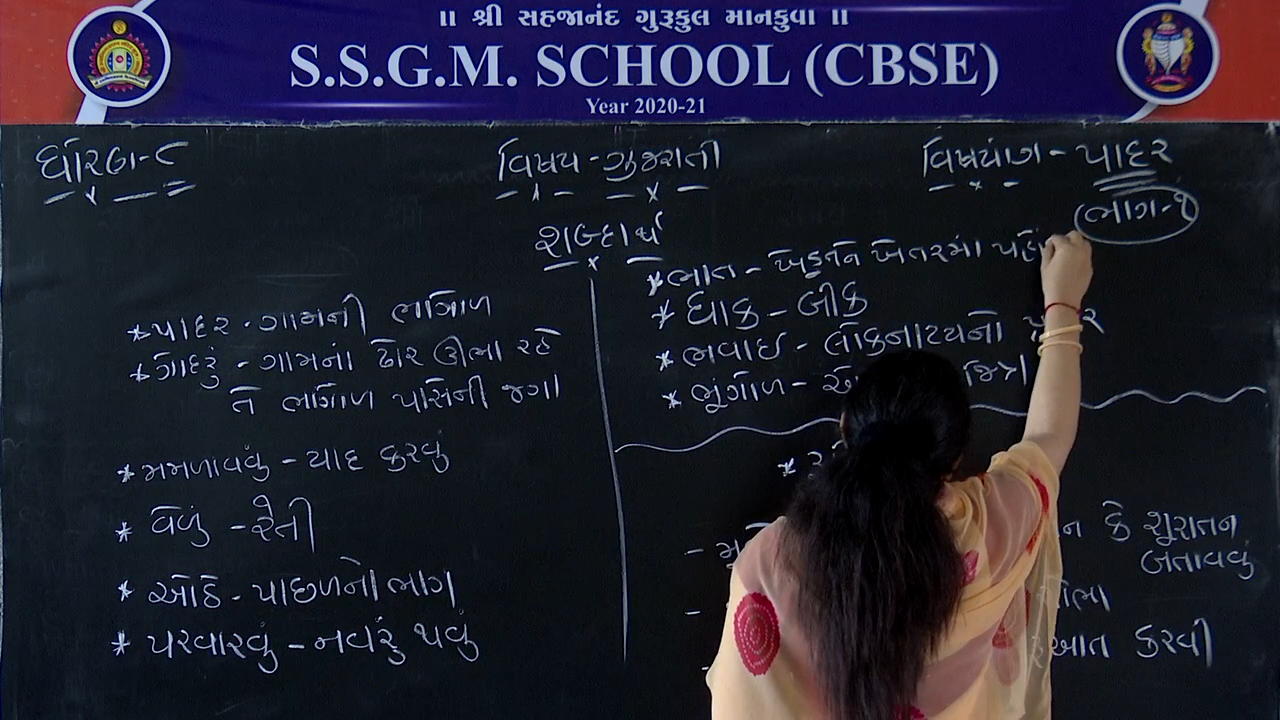 ॥ શ્રી સહજાનંદ ગુરૂકુલ માનકુવા ॥
S.S.G.M. SCHOOL (CBSE)
Year 2020-21
ધોરણ-૮
વિષય-ગુજરાતી
વિષયાંગ - પાદર
ભાગ-૧
શબ્દાર્થ
*પાદર - ગામની ભાગોળ
*ગોંદરું - ગામનાં ઢોર ઊભા રહે
તે ભાગોળ પાસેની જગા
*મમળાવવું - યાદ કરવું
* વેળું - રેતી
* ઓઠે - પાછળનો ભાગ
* પરવારવું - નવરું થવું
*ભાત - ખેડૂતને ખેતરમાં
* ધાક - બીક
* ભવાઈ - લોકનાટ્યનો
* ભૂંગળ -
કે શૂરાતન
બતાવવું
કરવી